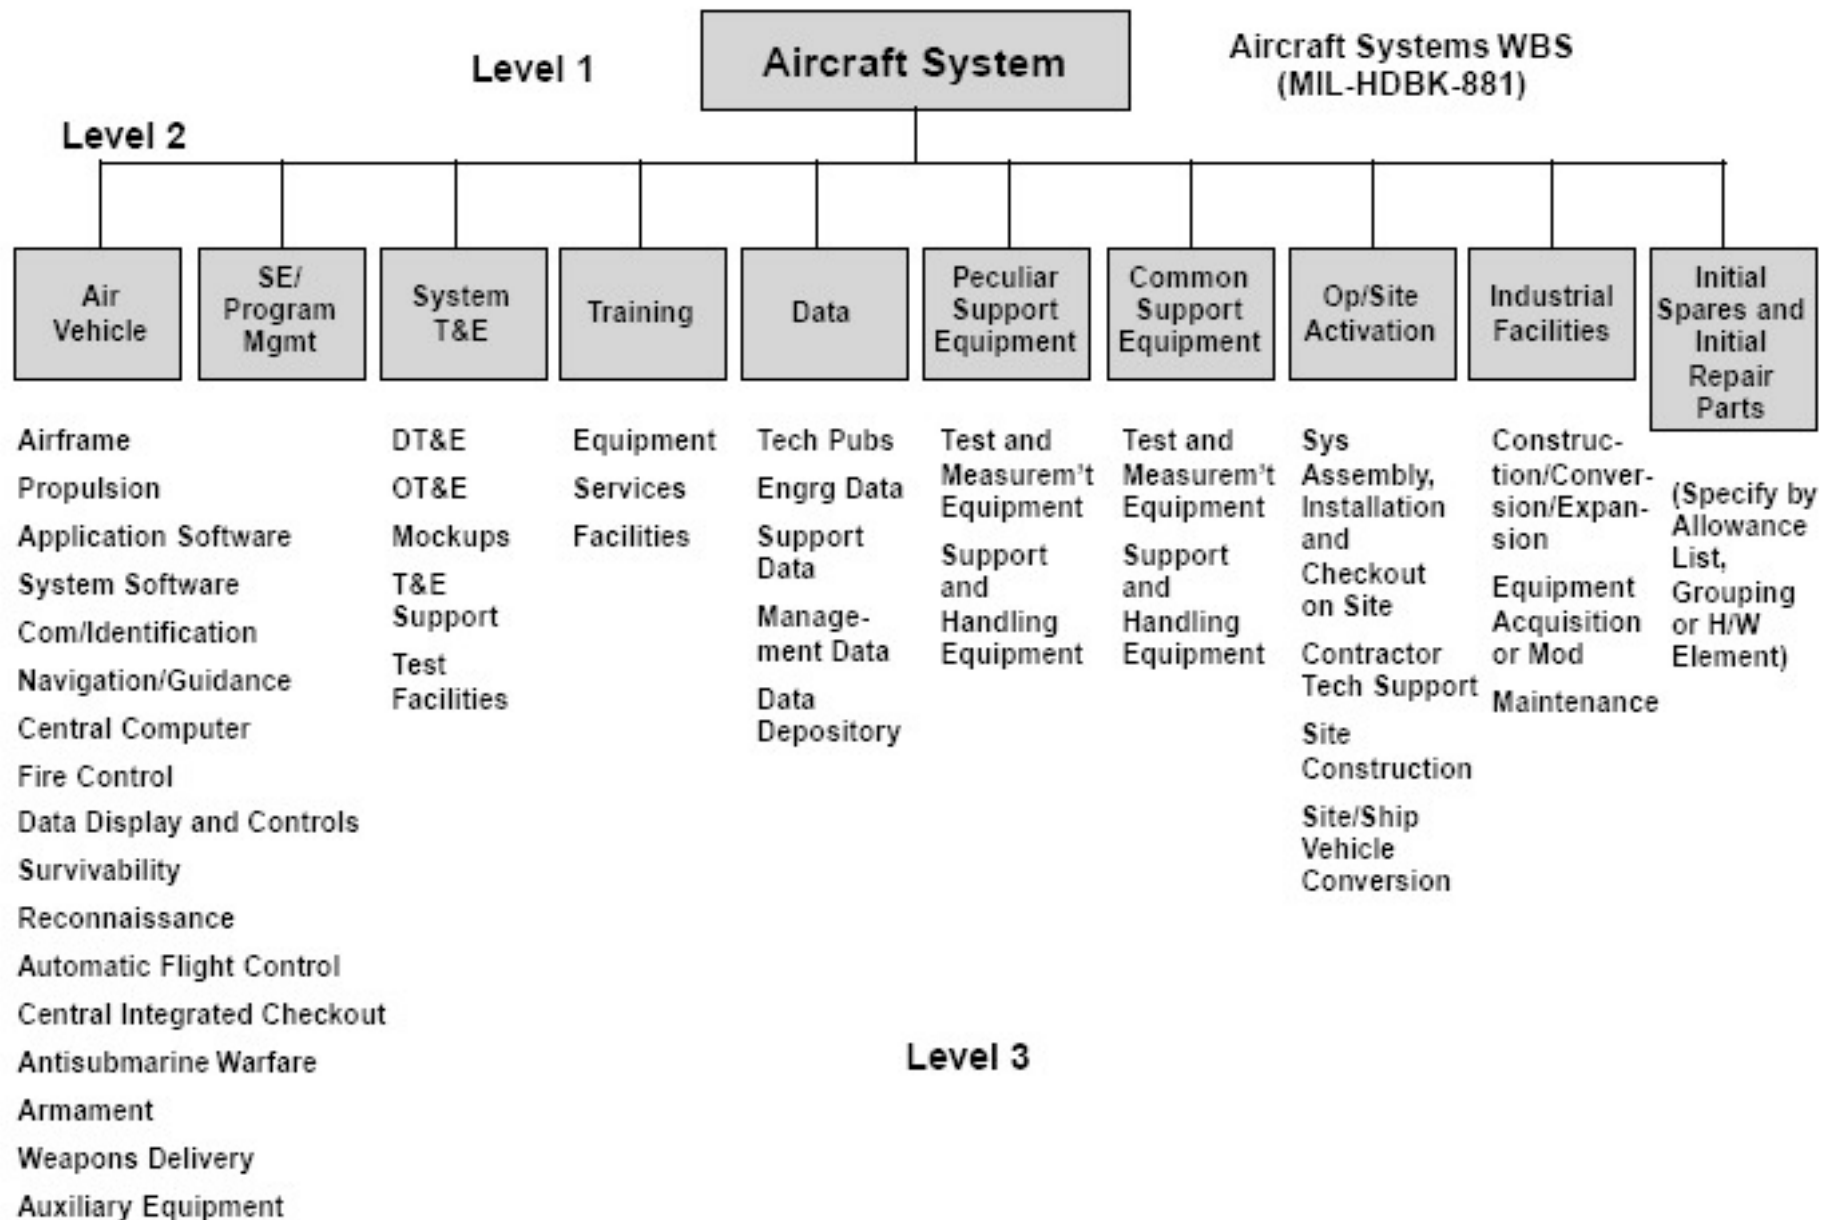 Level 1
Aircraft System
Aircraft Systems WBS
(MIL-HDBK-881)
Level 2
Air
Vehicle
SE/
Program
Mgmt
System
T&E
Training
Data
Peculiar
Support
Equipment
Common
Support
Equipment
Op/Site
Activation
Industrial
Facilities
Initial
Spares and
Initial
Repair
Parts
Airframe
Propulsion
Application Software
System Software
Com/Identification
Navigation/Guidance
Central Computer
Fire Control
Data Display and Controls
Survivability
Reconnaissance
Automatic Flight Control
Central Integrated Checkout
Antisubmarine Warfare
Armament
Weapons Delivery
Auxiliary Equipment
DT&E
OT&E
Mockups
T&E
Support
Test
Facilities
Equipment
Services
Facilities
Tech Pubs
Engrg Data
Support
Data
Manage-
ment Data
Data
Depository
Test and
Measurem't
Equipment
Support
and
Handling
Equipment
Test and
Measurem't
Equipment
Support
and
Handling
Equipment
Sys
Assembly,
Installation
and
Checkout
on Site
Contractor
Tech Support
Site
Construction
Site/Ship
Vehicle
Conversion
Construc-
tion/Conver-
sion/Expan-
sion
Equipment
Acquisition
or Mod
Maintenance
(Specify by
Allowance
List,
Grouping
or H/W
Element)
Level 3